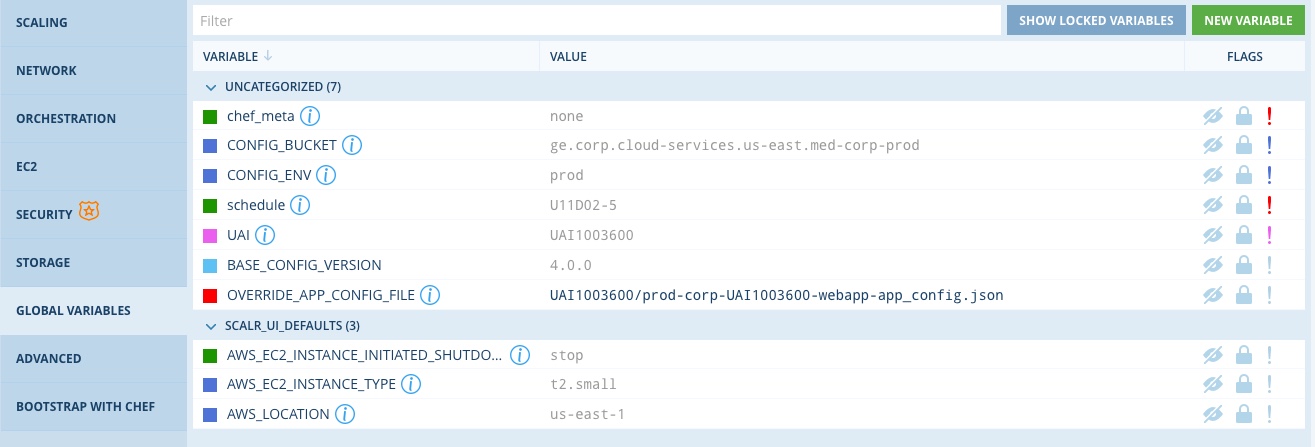 SCALING
NETWORK
ORCHESTRATION
EC2
SECURITY
STORAGE
GLOBAL VARIABLES
ADVANCED
BOOTSTRAP WITH CHEF
Filter SHOW LOCKED VARIABLES NEW VARIABLE
VARIABLE VALUE FLAGS
UNCATEGORIZED (7)
chef_meta none
CONFIG_BUCKET ge.corp.cloud-services.us-east.med-corp-prod
CONFIG_ENV prod
schedule U11D02-5
UAI UAI1003600
BASE_CONFIG_VERSION 4.0.0
OVERRIDE_APP_CONFIG_FILE UAI1003600/prod-corp-UAI1003600-webapp-app_config.json
SCALR_UI_DEFAULTS (3)
AWS_EC2_INSTANCE_INITIATED_SHUTDO... stop
AWS_EC2_INSTANCE_TYPE t2.small
AWS_LOCATION us-east-1